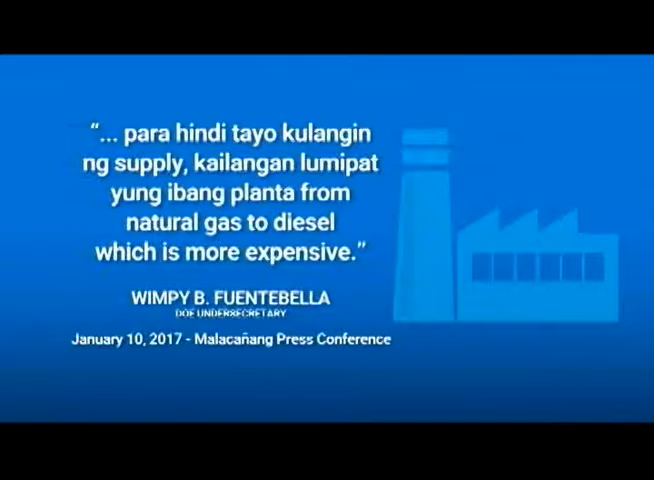 “... para hindi tayo kulangin
ng supply, kailangan lumipat
yung ibang planta from
natural gas to diesel
which is more expensive.”
WIMPY B. FUENTEBELLA
DOE UNDERSECRETARY
January 10, 2017 - Malacañang Press Conference